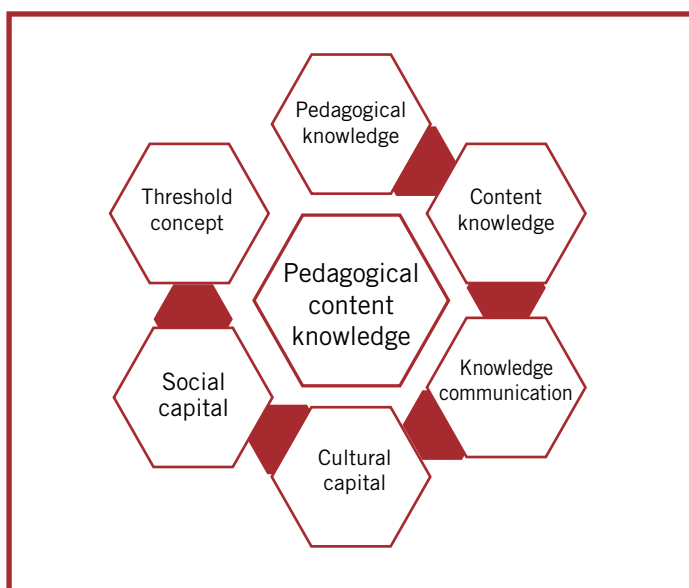 Pedagogical
knowledge
Content
knowledge
Knowledge
communication
Cultural
capital
Social
capital
Threshold
concept
Pedagogical
content
knowledge